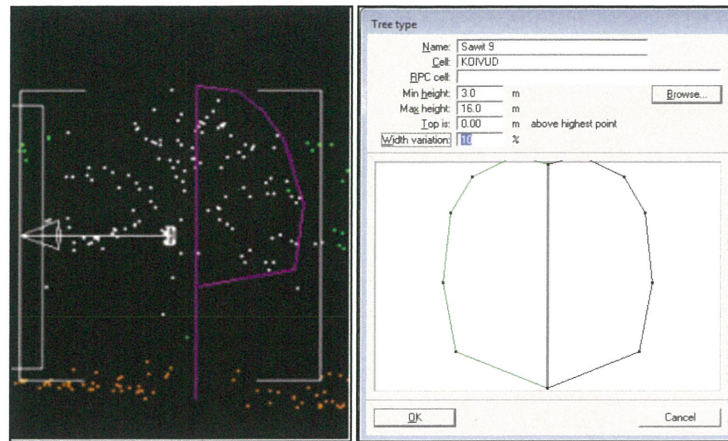 Tree type
Name: Sawit 9
Cell: KOIVUD
RPC cell:
Min height: 3.0 m
Browse...
Max height: 16.0 m
Top is: 0.00 m above highest point
Width variation: 10 %
OK
Cancel